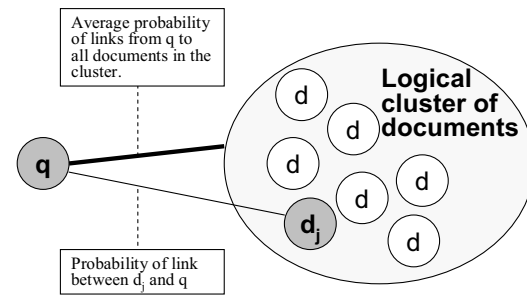 Average probability
of links from q to
all documents in the
cluster.
Logical
cluster of
documents
d
d
d
d
d
d
d
q
dj
Probability of link
between dj and q